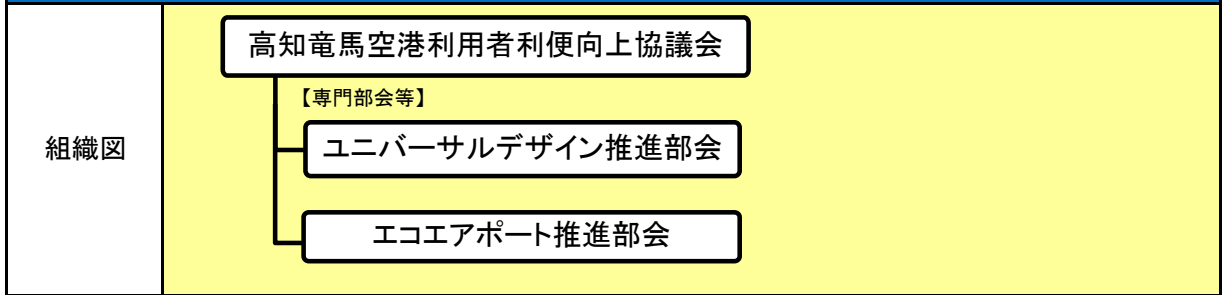 高知竜馬空港利用者利便向上協議会
【専門部会等】
組織図
ユニバーサルデザイン推進部会
エコエアポート推進部会